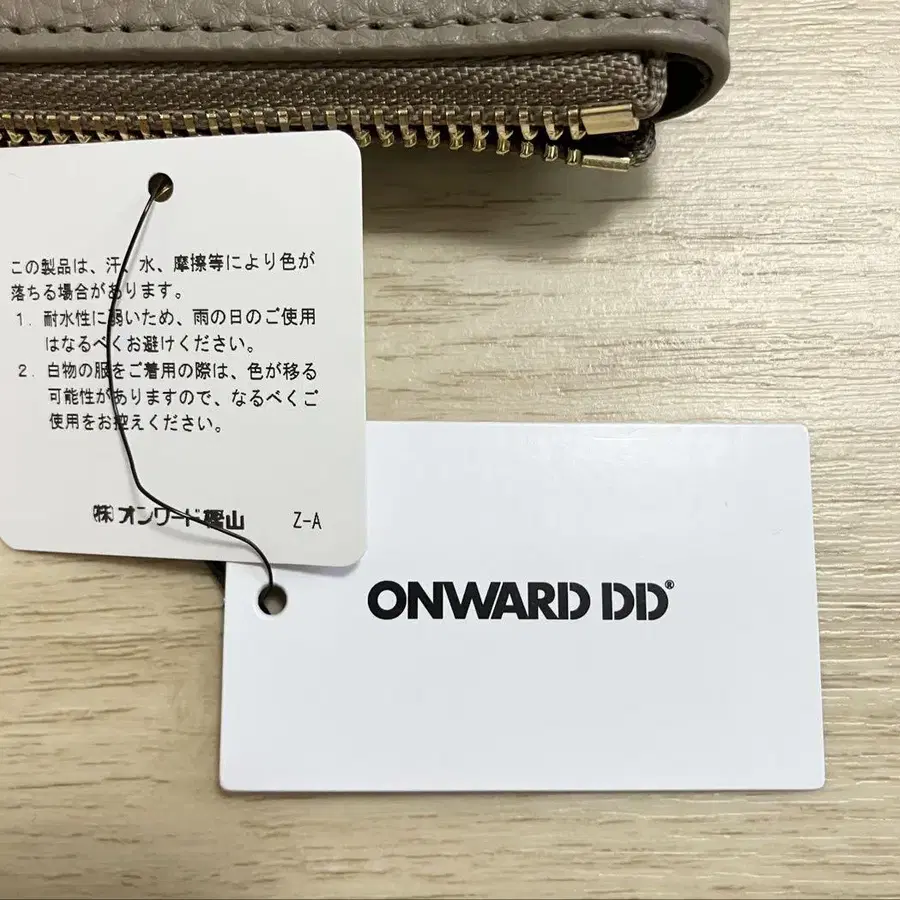 この製品は、汗、水、摩擦等により色が
落ちる場合があります。
1. 耐水性に弱いため、雨の日のご使用
はなるべくお避けください。
2. 白物の服をご着用の際は、色が移る
可能性がありますので、なるべくご
使用をお控えください。
㈱オンワード樫山 Z-A
ONWARD DD®